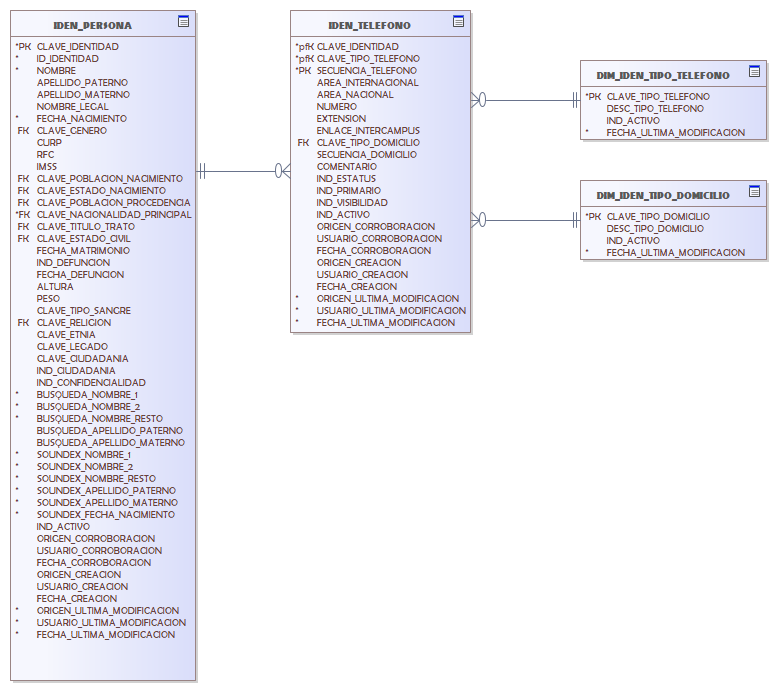 IDEN_PERSONA
*PK CLAVE_IDENTIDAD
* ID_IDENTIDAD
* NOMBRE
APELLIDO_PATERNO
APELLIDO_MATERNO
NOMBRE_LEGAL
* FECHA_NACIMIENTO
FK CLAVE_GENERO
CURP
RFC
IMSS
FK CLAVE_POBLACION_NACIMIENTO
FK CLAVE_ESTADO_NACIMIENTO
FK CLAVE_POBLACION_PROCEDENCIA
*FK CLAVE_NACIONALIDAD_PRINCIPAL
FK CLAVE_TITULO_TRATO
FK CLAVE_ESTADO_CIVIL
FECHA_MATRIMONIO
IND_DEFUNCION
FECHA_DEFUNCION
ALTURA
PESO
CLAVE_TIPO_SANGRE
FK CLAVE_RELIGION
CLAVE_ETNIA
CLAVE_LEGADO
CLAVE_CIUDADANIA
IND_CIUDADANIA
IND_CONFIDENCIALIDAD
* BUSQUEDA_NOMBRE_1
* BUSQUEDA_NOMBRE_2
* BUSQUEDA_NOMBRE_RESTO
BUSQUEDA_APELLIDO_PATERNO
BUSQUEDA_APELLIDO_MATERNO
* SOUNDEX_NOMBRE_1
* SOUNDEX_NOMBRE_2
* SOUNDEX_NOMBRE_RESTO
* SOUNDEX_APELLIDO_PATERNO
* SOUNDEX_APELLIDO_MATERNO
* SOUNDEX_FECHA_NACIMIENTO
IND_ACTIVO
ORIGEN_CORROBORACION
USUARIO_CORROBORACION
FECHA_CORROBORACION
ORIGEN_CREACION
USUARIO_CREACION
FECHA_CREACION
* ORIGEN_ULTIMA_MODIFICACION
* USUARIO_ULTIMA_MODIFICACION
* FECHA_ULTIMA_MODIFICACION
IDEN_TELEFONO
*pfK CLAVE_IDENTIDAD
*pfK CLAVE_TIPO_TELEFONO
*PK SECUENCIA_TELEFONO
AREA_INTERNACIONAL
AREA_NACIONAL
NUMERO
EXTENSION
ENLACE_INTERCAMPUS
FK CLAVE_TIPO_DOMICILIO
SECUENCIA_DOMICILIO
COMENTARIO
IND_ESTATUS
IND_PRIMARIO
IND_VISIBILIDAD
IND_ACTIVO
ORIGEN_CORROBORACION
USUARIO_CORROBORACION
FECHA_CORROBORACION
ORIGEN_CREACION
USUARIO_CREACION
FECHA_CREACION
* ORIGEN_ULTIMA_MODIFICACION
* USUARIO_ULTIMA_MODIFICACION
* FECHA_ULTIMA_MODIFICACION
DIM_IDEN_TIPO_TELEFONO
*PK CLAVE_TIPO_TELEFONO
DESC_TIPO_TELEFONO
IND_ACTIVO
* FECHA_ULTIMA_MODIFICACION
DIM_IDEN_TIPO_DOMICILIO
*PK CLAVE_TIPO_DOMICILIO
DESC_TIPO_DOMICILIO
IND_ACTIVO
* FECHA_ULTIMA_MODIFICACION